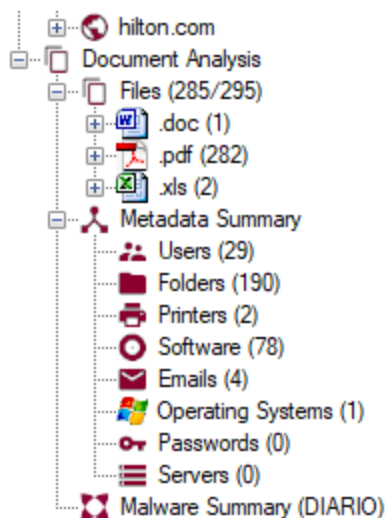 hilton.com
Document Analysis
Files (285/295)
.doc (1)
.pdf (282)
.xls (2)
Metadata Summary
Users (29)
Folders (190)
Printers (2)
Software (78)
Emails (4)
Operating Systems (1)
Passwords (0)
Servers (0)
Malware Summary (DIARIO)